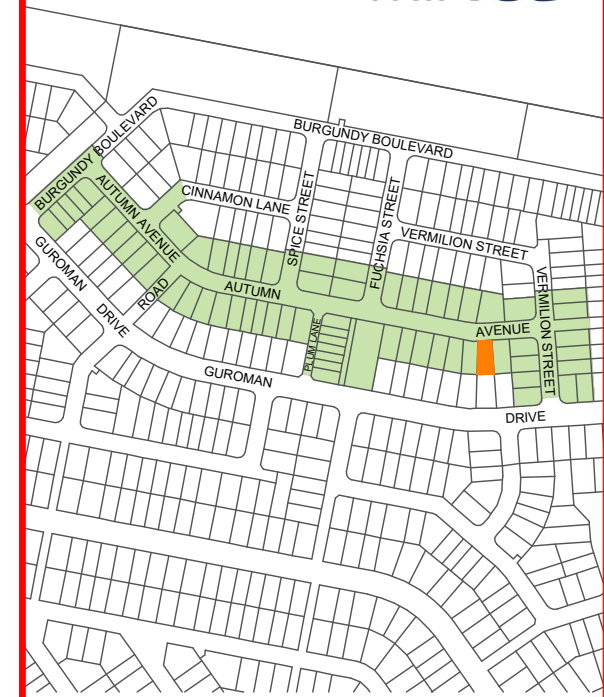 BURGUNDY BOULEVARD
BURGUNDY BOULEVARD
AUTUMN AVENUE
CINNAMON LANE
SPICE STREET
FUCHSIA STREET
VERMILION STREET
VERMILION STREET
GUROMAN
DRIVE
ROAD
AUTUMN
AVENUE
PLUM LANE
GUROMAN
DRIVE